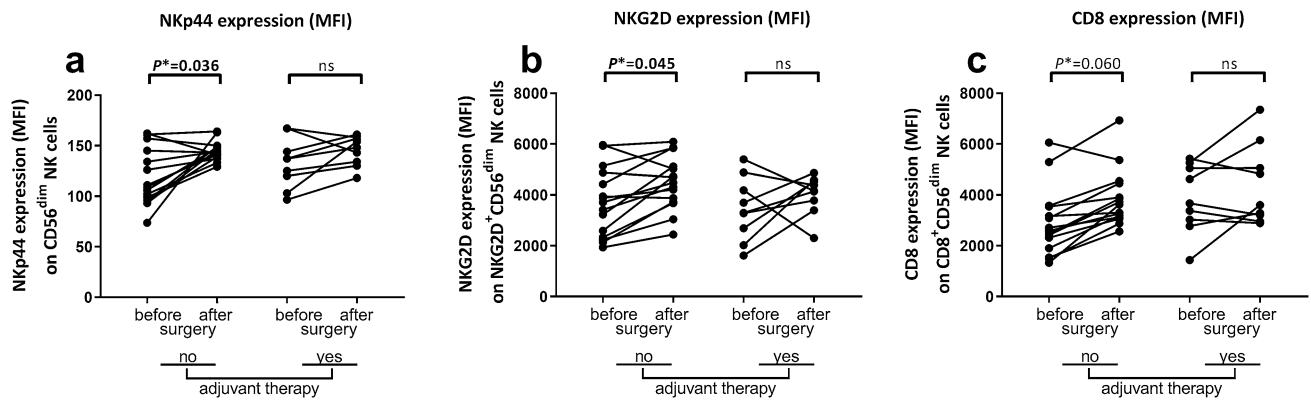 NKp44 expression (MFI)
a
P*=0.036
ns
NKp44 expression (MFI)
on CD56dim NK cells
200
150
100
50
0
before after
surgery
before after
surgery
no
yes
adjuvant therapy
NKG2D expression (MFI)
b
P*=0.045
ns
NKG2D expression (MFI)
on NKG2D+CD56dim NK cells
8000
6000
4000
2000
0
before after
surgery
before after
surgery
no
yes
adjuvant therapy
CD8 expression (MFI)
c
P*=0.060
ns
CD8 expression (MFI)
on CD8+CD56dim NK cells
8000
6000
4000
2000
0
before after
surgery
before after
surgery
no
yes
adjuvant therapy